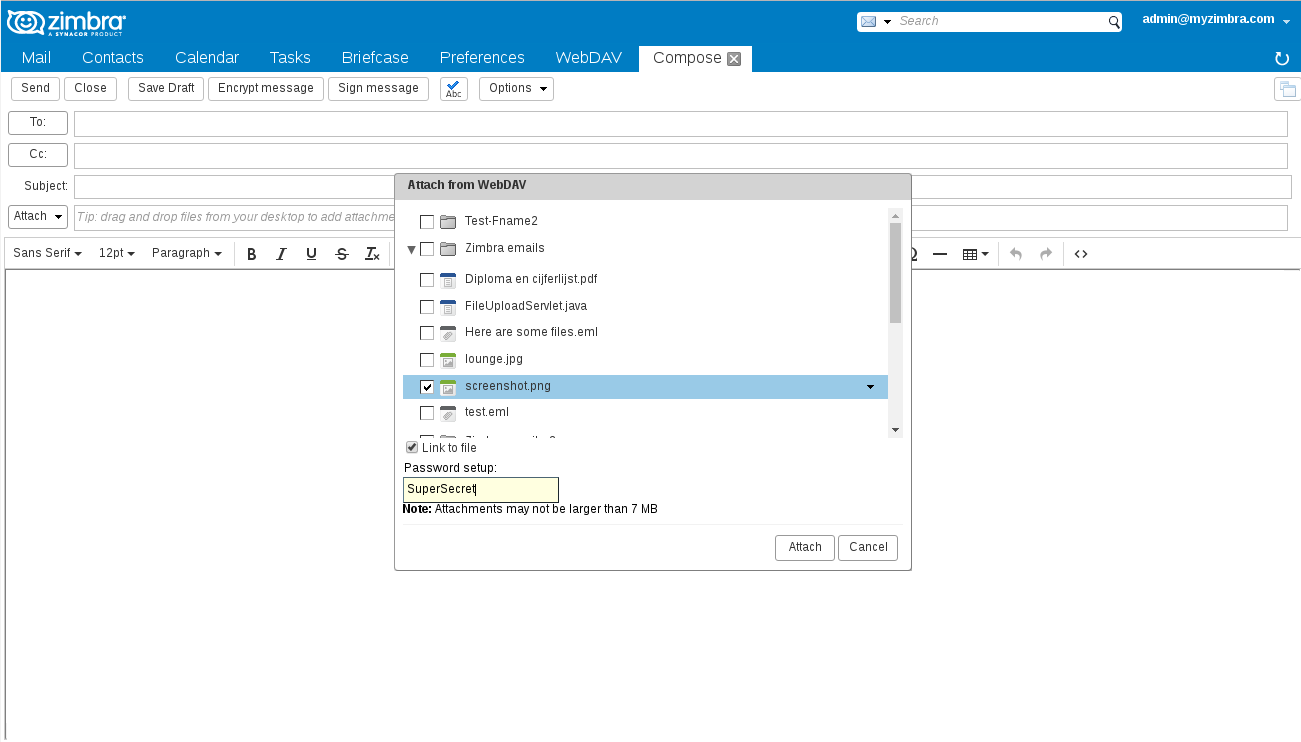 zimbra
A SYNACOR PRODUCT
Search
admin@myzimbra.com
Mail Contacts Calendar Tasks Briefcase Preferences WebDAV Compose
Send Close Save Draft Encrypt message Sign message Abc Options
To:
Cc:
Subject:
Attach Tip: drag and drop files from your desktop to add attachme
Sans Serif 12pt Paragraph B I U S Tx
Attach from WebDAV
Test-Fname2
Zimbra emails
Diploma en cijferlijst.pdf
FileUploadServlet.java
Here are some files.eml
lounge.jpg
screenshot.png
test.eml
Link to file
Password setup:
SuperSecret
Note: Attachments may not be larger than 7 MB
Attach Cancel